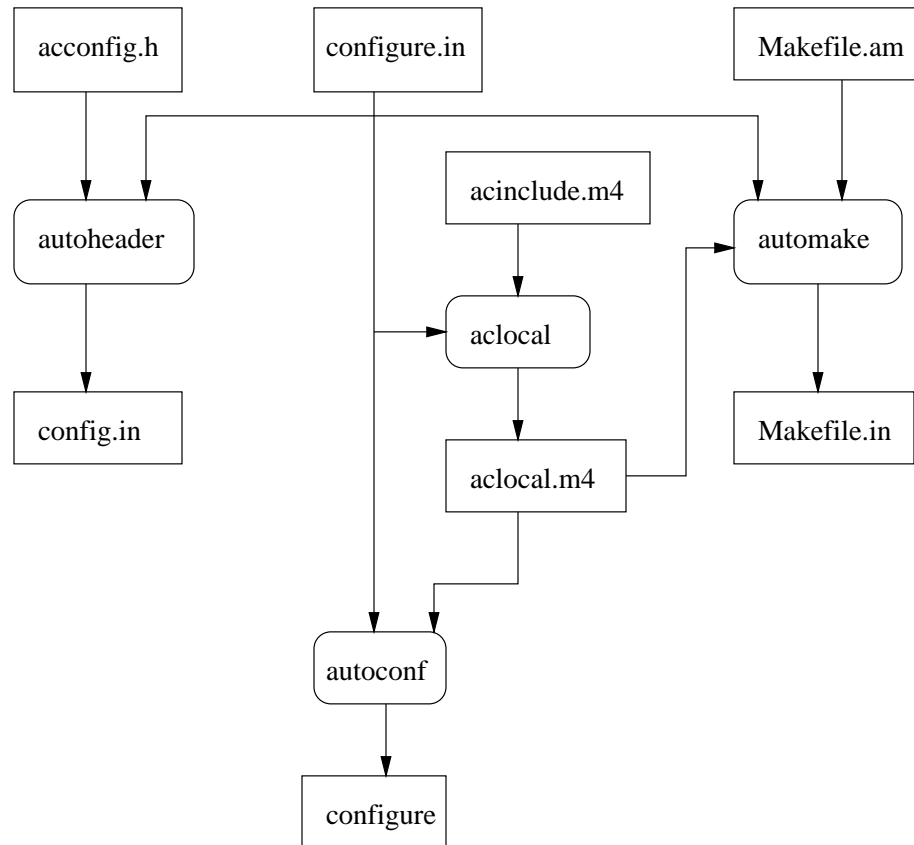 acconfig.h
configure.in
Makefile.am
acinclude.m4
autoheader
automake
aclocal
config.in
Makefile.in
aclocal.m4
autoconf
configure